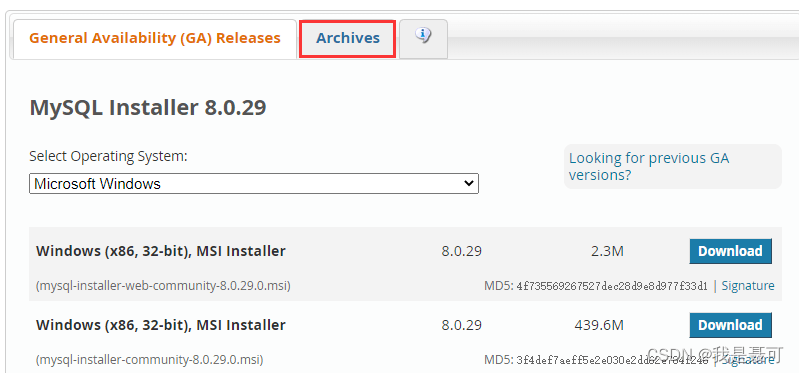 General Availability (GA) Releases
Archives
MySQL Installer 8.0.29
Select Operating System:
Looking for previous GA versions?
Microsoft Windows
Windows (x86, 32-bit), MSI Installer 8.0.29 2.3M Download
(mysql-installer-web-community-8.0.29.0.msi) MD5: 4f735569267527dec28d9e8d977f33d1 | Signature
Windows (x86, 32-bit), MSI Installer 8.0.29 439.6M Download
(mysql-installer-community-8.0.29.0.msi) MD5: | Signature
CSDN @我是聂可